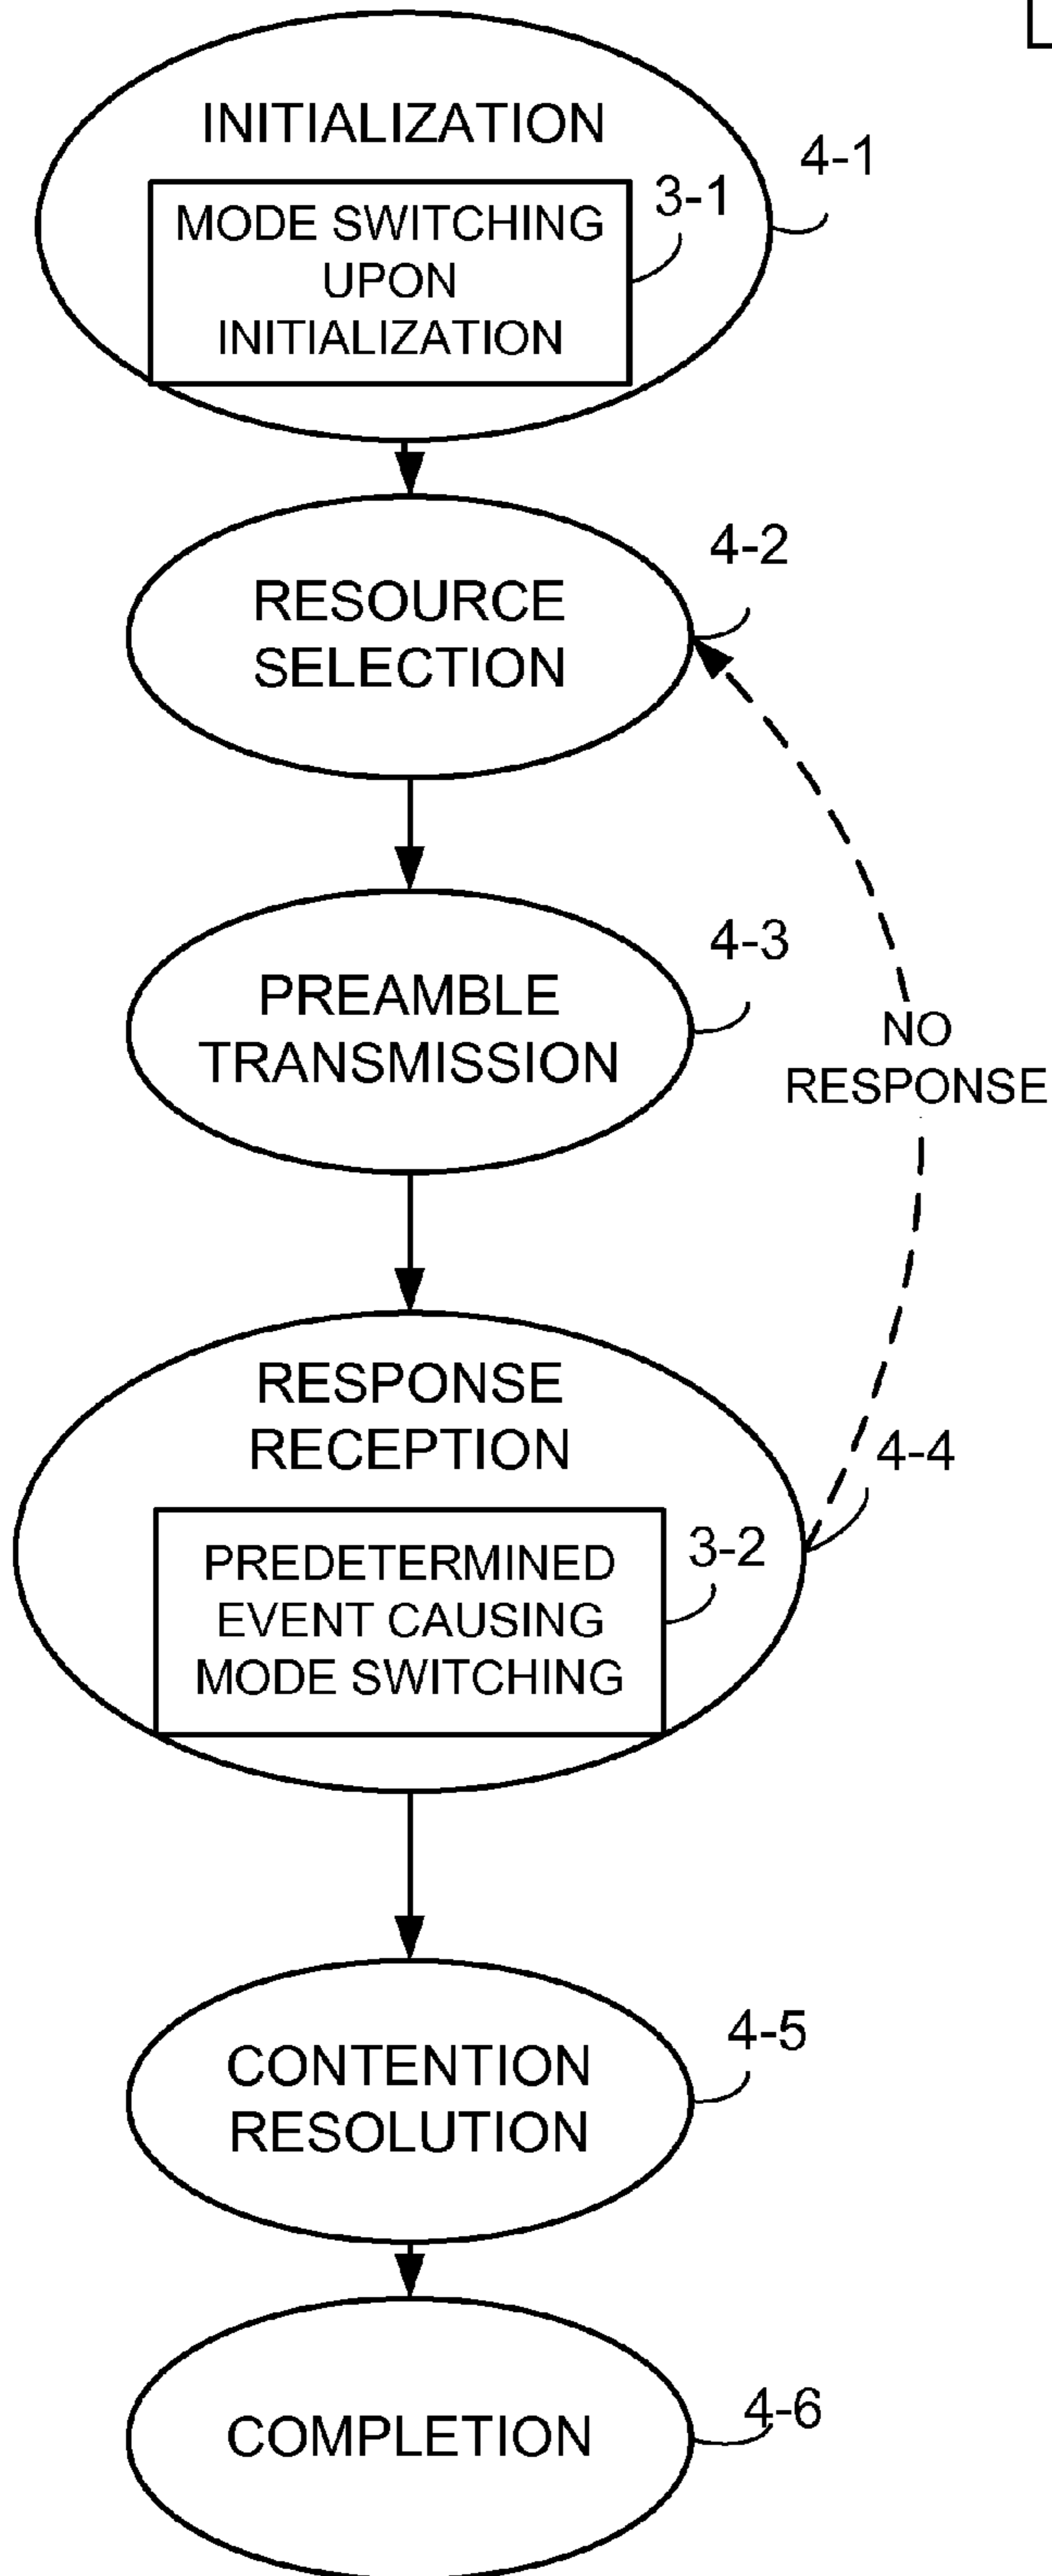 INITIALIZATION
4-1
MODE SWITCHING
UPON
INITIALIZATION
3-1
4-2
RESOURCE
SELECTION
4-3
PREAMBLE
TRANSMISSION
NO
RESPONSE
RESPONSE
RECEPTION
4-4
PREDETERMINED
EVENT CAUSING
MODE SWITCHING
3-2
4-5
CONTENTION
RESOLUTION
COMPLETION
4-6